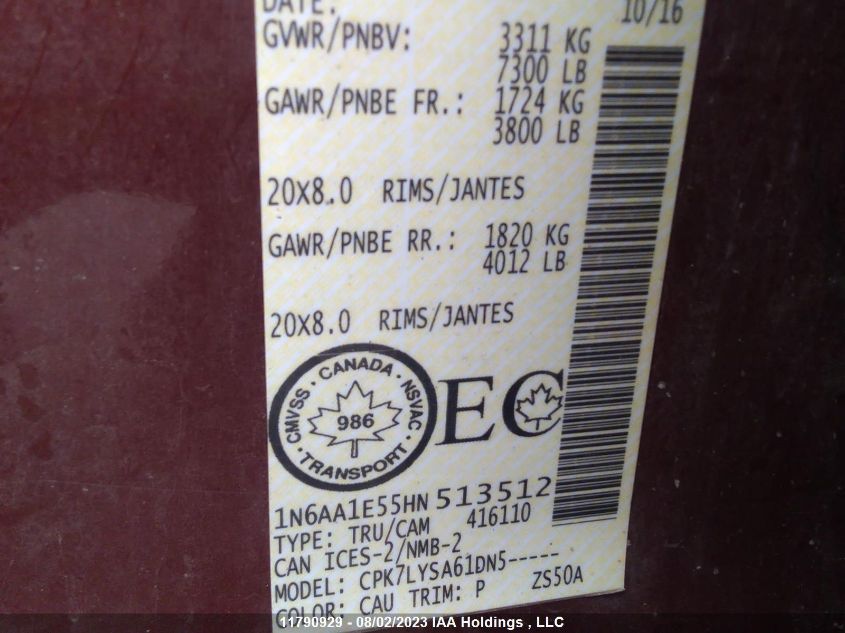 DATE: 10/16
GVWR/PNBV: 3311 KG
7300 LB
GAWR/PNBE FR.: 1724 KG
3800 LB
20X8.0 RIMS/JANTES
GAWR/PNBE RR.: 1820 KG
4012 LB
20X8.0 RIMS/JANTES
CMVSS · CANADA · NSVAC · TRANSPORT ·
986
EC
1N6AA1E55HN513512
TYPE: TRU/CAM 416110
CAN ICES-2/NMB-2
MODEL: CPK7LYSA61DN5-----
COLOR: CAU TRIM: P ZS50A
11790929 - 08/02/2023 IAA Holdings , LLC